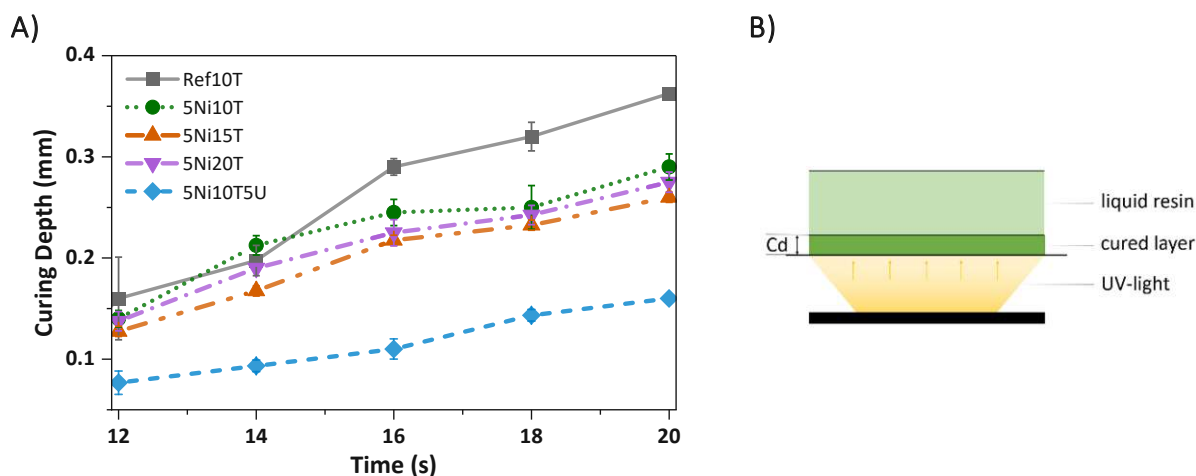 A)
B)
0.4
0.3
0.2
0.1
Curing Depth (mm)
Ref10T
5Ni10T
5Ni15T
5Ni20T
5Ni10T5U
12
14
16
18
20
Time (s)
liquid resin
Cd
cured layer
UV-light